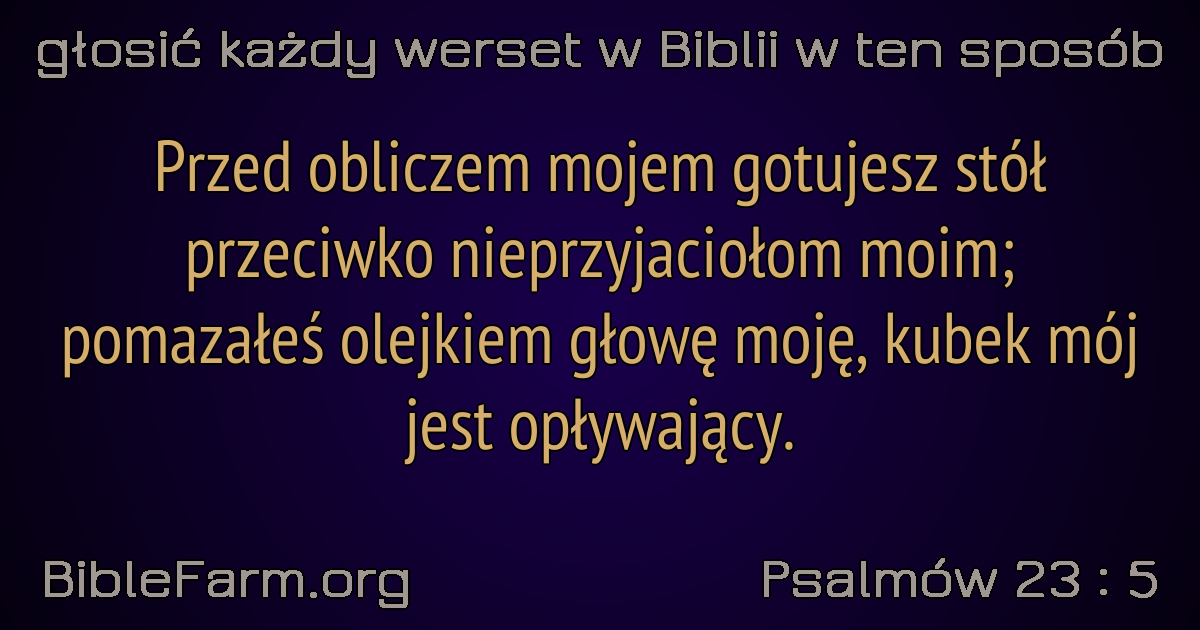 głosić każdy werset w Biblii w ten sposób
Przed obliczem mojem gotujesz stół
przeciwko nieprzyjaciołom moim;
pomazałeś olejkiem głowę moję, kubek mój
jest opływający.
BibleFarm.org
Psalmów 23 : 5